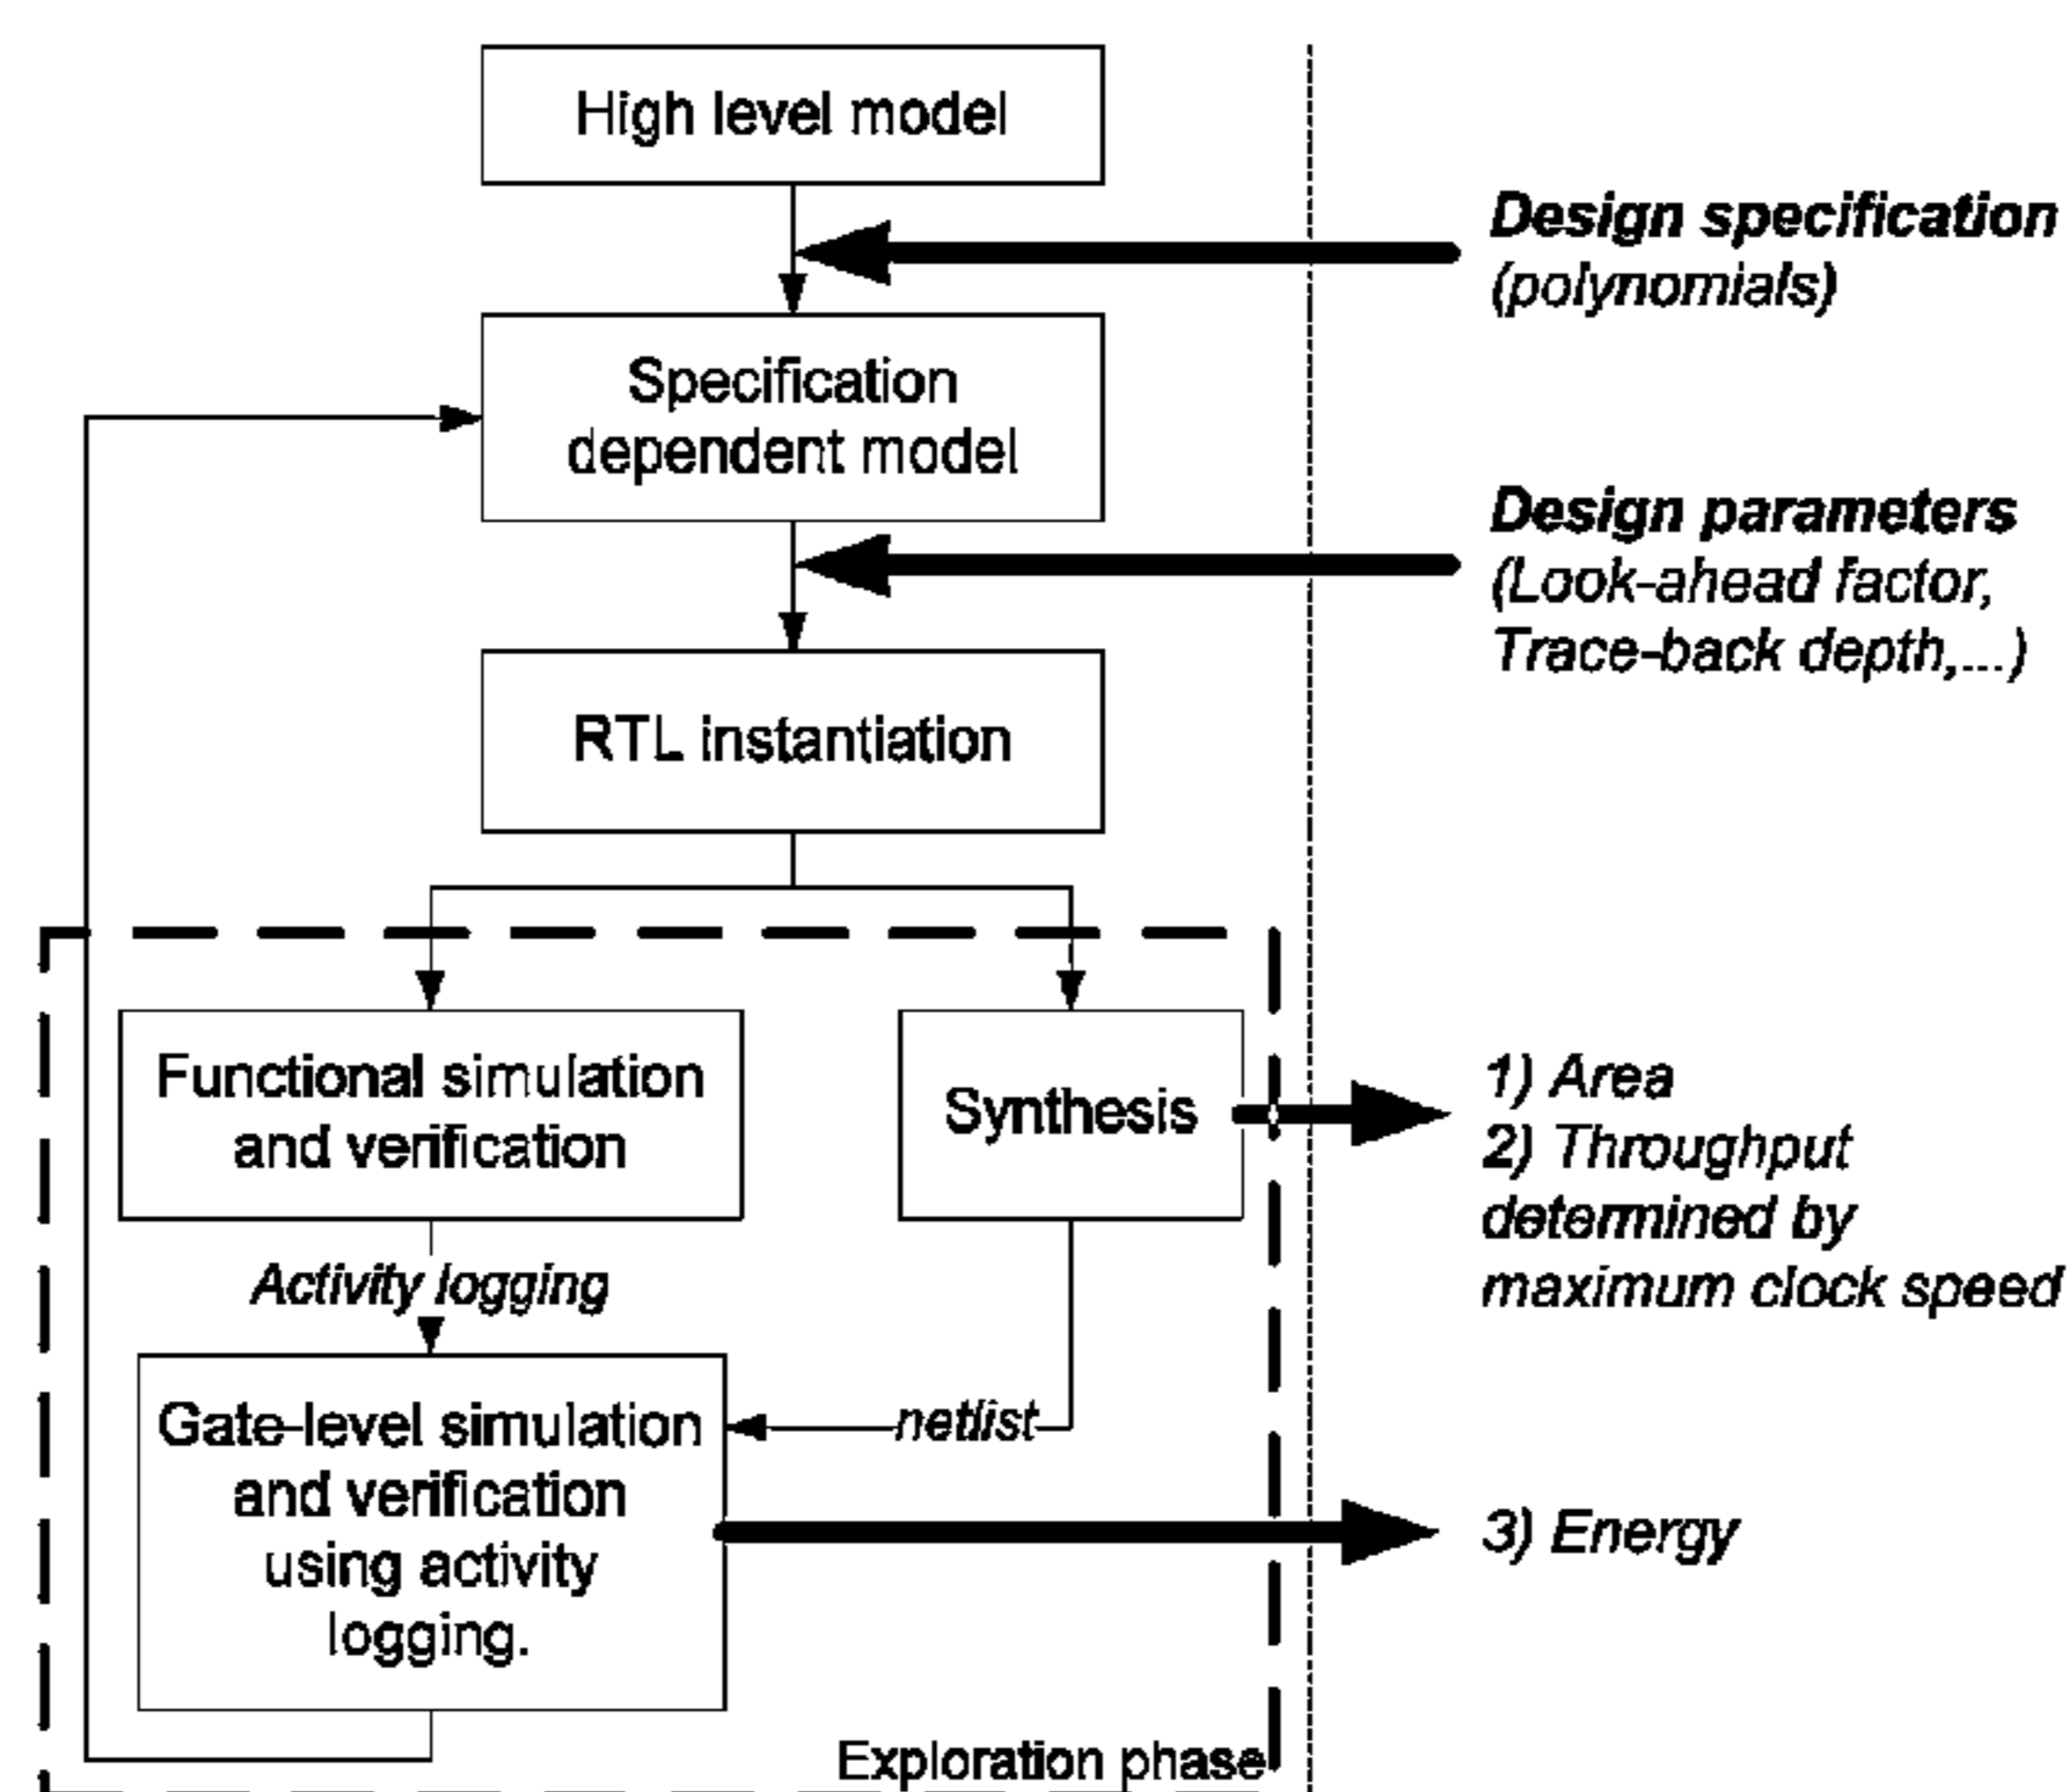 High level model
Design specification
(polynomials)
Specification
dependent model
Design parameters
(Look-ahead factor,
Trace-back depth,...)
RTL instantiation
Functional simulation
and verification
Synthesis
1) Area
2) Throughput
determined by
maximum clock speed
Activity logging
netlist
Gate-level simulation
and verification
using activity
logging.
3) Energy
Exploration phase